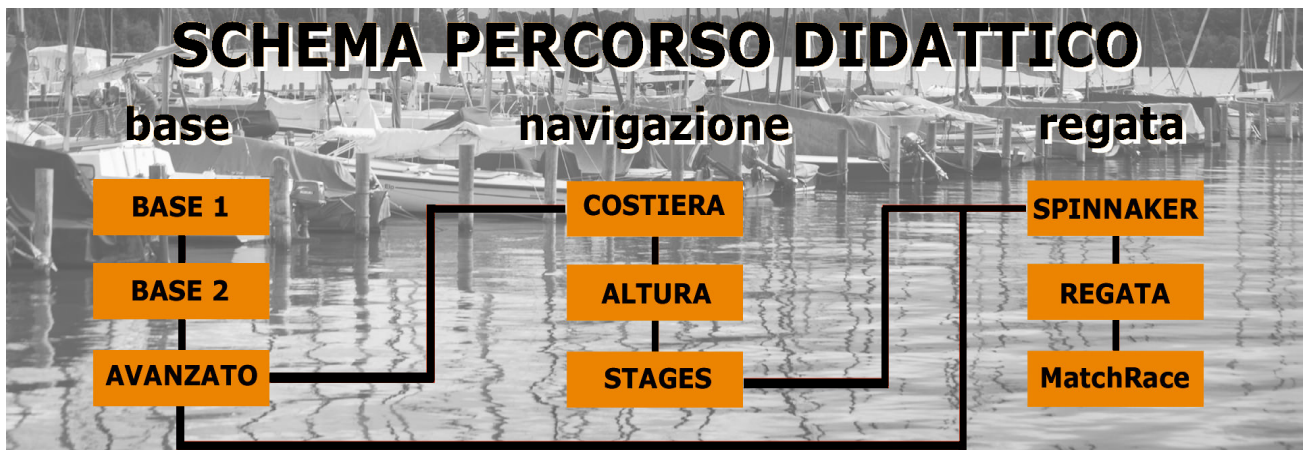 SCHEMA PERCORSO DIDATTICO
base
BASE 1
BASE 2
AVANZATO
navigazione
COSTIERA
ALTURA
STAGES
regata
SPINNAKER
REGATA
MatchRace